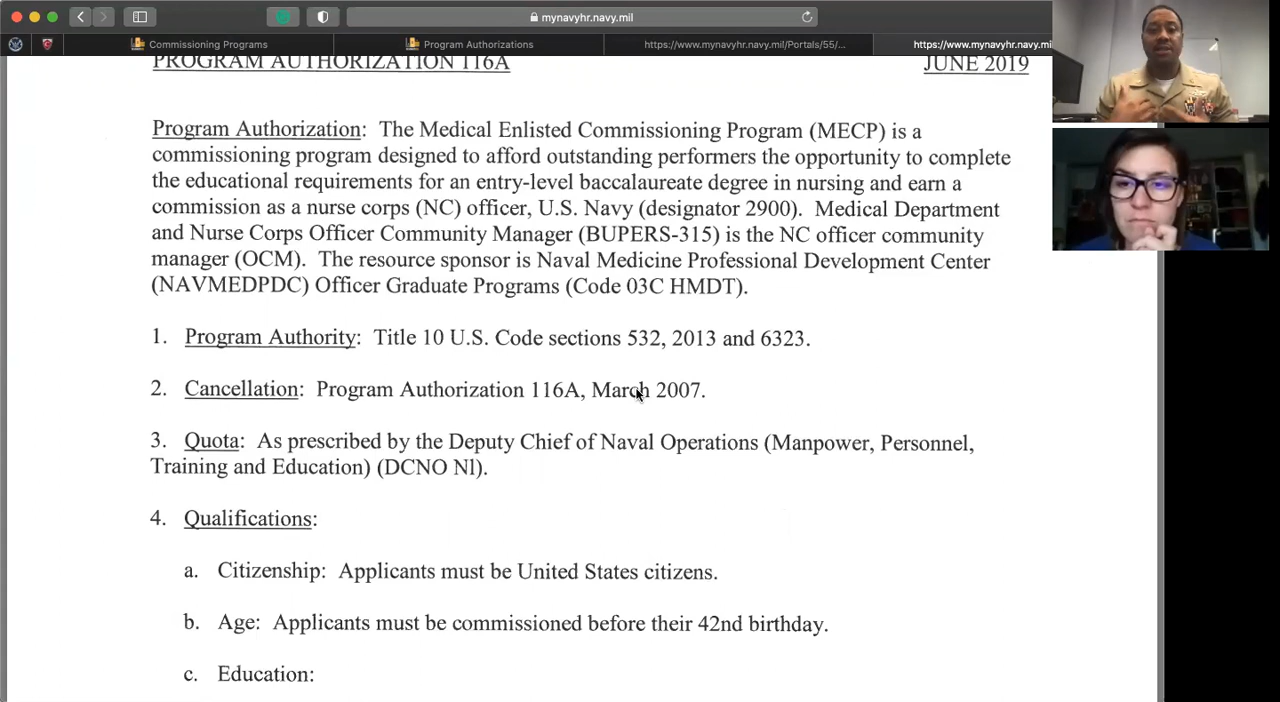 mynavyhr.navy.mil
Commissioning Programs
Program Authorizations
https://www.mynavyhr.navy.mil/Portals/55/...
https://www.mynavyhr.navy.mi
PROGRAM AUTHORIZATION 116A JUNE 2019
Program Authorization: The Medical Enlisted Commissioning Program (MECP) is a
commissioning program designed to afford outstanding performers the opportunity to complete
the educational requirements for an entry-level baccalaureate degree in nursing and earn a
commission as a nurse corps (NC) officer, U.S. Navy (designator 2900). Medical Department
and Nurse Corps Officer Community Manager (BUPERS-315) is the NC officer community
manager (OCM). The resource sponsor is Naval Medicine Professional Development Center
(NAVMEDPDC) Officer Graduate Programs (Code 03C HMDT).
1. Program Authority: Title 10 U.S. Code sections 532, 2013 and 6323.
2. Cancellation: Program Authorization 116A, March 2007.
3. Quota: As prescribed by the Deputy Chief of Naval Operations (Manpower, Personnel,
Training and Education) (DCNO Nl).
4. Qualifications:
a. Citizenship: Applicants must be United States citizens.
b. Age: Applicants must be commissioned before their 42nd birthday.
c. Education: